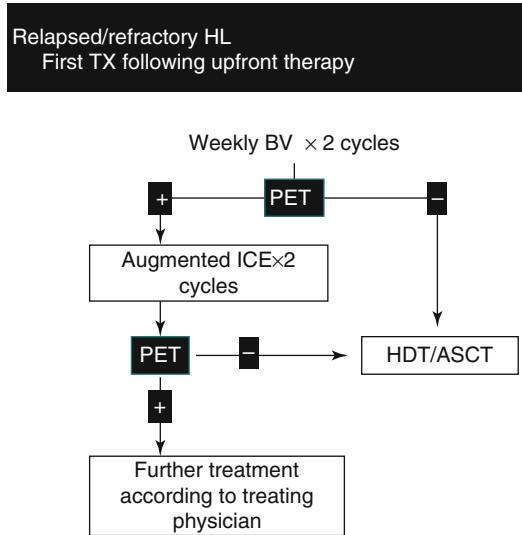 Relapsed/refractory HL
First TX following upfront therapy
Weekly BV × 2 cycles
+
PET
−
Augmented ICE×2
cycles
PET
−
HDT/ASCT
+
Further treatment
according to treating
physician